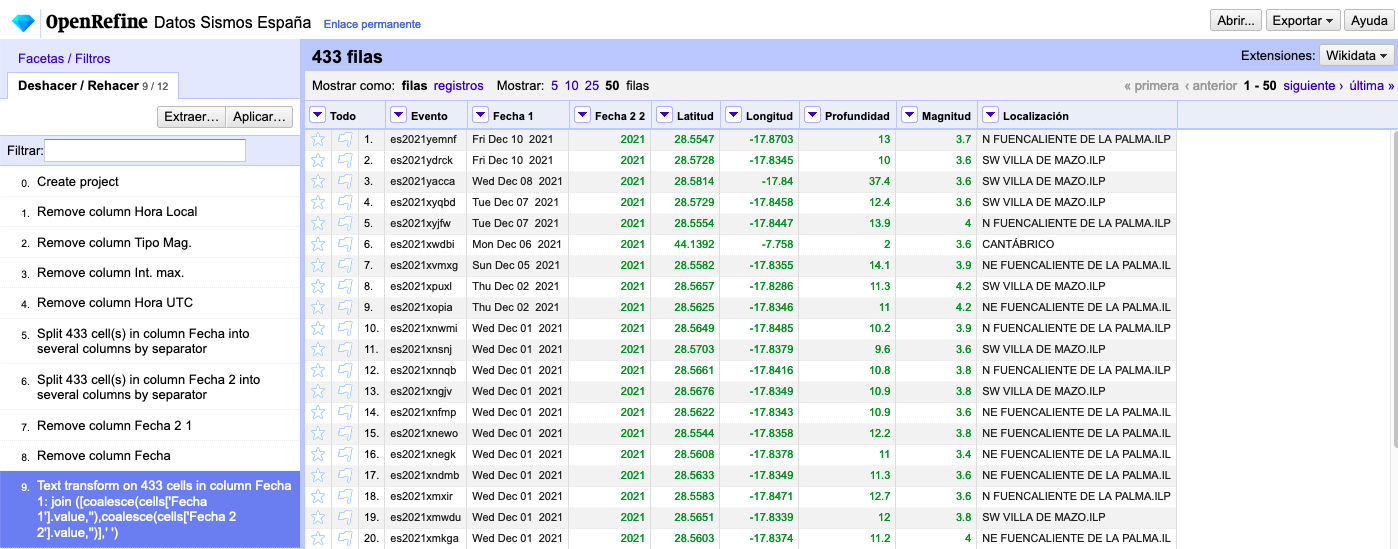 OpenRefine Datos Sismos España Enlace permanente Abrir... Exportar Ayuda
Facetas / Filtros
Deshacer / Rehacer 9 / 12
Extraer… Aplicar…
Filtrar:
0. Create project
1. Remove column Hora Local
2. Remove column Tipo Mag.
3. Remove column Int. max.
4. Remove column Hora UTC
5. Split 433 cell(s) in column Fecha into
several columns by separator
6. Split 433 cell(s) in column Fecha 2 into
several columns by separator
7. Remove column Fecha 2 1
8. Remove column Fecha
9. Text transform on 433 cells in column Fecha
1: join ([coalesce(cells['Fecha
1'].value,''),coalesce(cells['Fecha 2
2'].value,'')],' ')
433 filas Extensiones: Wikidata
Mostrar como: filas registros Mostrar: 5 10 25 50 filas « primera ‹ anterior 1 - 50 siguiente › última »
Todo Evento Fecha 1 Fecha 2 2 Latitud Longitud Profundidad Magnitud Localización
1. es2021yemnf Fri Dec 10 2021 2021 28.5547 -17.8703 13 3.7 N FUENCALIENTE DE LA PALMA.ILP
2. es2021ydrck Fri Dec 10 2021 2021 28.5728 -17.8345 10 3.6 SW VILLA DE MAZO.ILP
3. es2021yacca Wed Dec 08 2021 2021 28.5814 -17.84 37.4 3.6 SW VILLA DE MAZO.ILP
4. es2021xyqbd Tue Dec 07 2021 2021 28.5729 -17.8458 12.4 3.6 SW VILLA DE MAZO.ILP
5. es2021xyjfw Tue Dec 07 2021 2021 28.5554 -17.8447 13.9 4 N FUENCALIENTE DE LA PALMA.ILP
6. es2021xwdbi Mon Dec 06 2021 2021 44.1392 -7.758 2 3.6 CANTÁBRICO
7. es2021xvmxg Sun Dec 05 2021 2021 28.5582 -17.8355 14.1 3.9 NE FUENCALIENTE DE LA PALMA.IL
8. es2021xpuxl Thu Dec 02 2021 2021 28.5657 -17.8286 11.3 4.2 SW VILLA DE MAZO.ILP
9. es2021xopia Thu Dec 02 2021 2021 28.5625 -17.8346 11 4.2 NE FUENCALIENTE DE LA PALMA.IL
10. es2021xnwmi Wed Dec 01 2021 2021 28.5649 -17.8485 10.2 3.9 N FUENCALIENTE DE LA PALMA.ILP
11. es2021xnsnj Wed Dec 01 2021 2021 28.5703 -17.8379 9.6 3.6 SW VILLA DE MAZO.ILP
12. es2021xnnqb Wed Dec 01 2021 2021 28.5661 -17.8416 10.8 3.8 N FUENCALIENTE DE LA PALMA.ILP
13. es2021xngjv Wed Dec 01 2021 2021 28.5676 -17.8349 10.9 3.8 SW VILLA DE MAZO.ILP
14. es2021xnfmp Wed Dec 01 2021 2021 28.5622 -17.8343 10.9 3.6 NE FUENCALIENTE DE LA PALMA.IL
15. es2021xnewo Wed Dec 01 2021 2021 28.5544 -17.8358 12.2 3.8 NE FUENCALIENTE DE LA PALMA.IL
16. es2021xnegk Wed Dec 01 2021 2021 28.5608 -17.8378 11 3.4 NE FUENCALIENTE DE LA PALMA.IL
17. es2021xndmb Wed Dec 01 2021 2021 28.5633 -17.8349 11.3 3.6 NE FUENCALIENTE DE LA PALMA.IL
18. es2021xmxir Wed Dec 01 2021 2021 28.5583 -17.8471 12.7 3.6 N FUENCALIENTE DE LA PALMA.ILP
19. es2021xmwdu Wed Dec 01 2021 2021 28.5651 -17.8339 12 3.8 SW VILLA DE MAZO.ILP
20. es2021xmkga Wed Dec 01 2021 2021 28.5603 -17.8374 11.2 4 NE FUENCALIENTE DE LA PALMA.IL